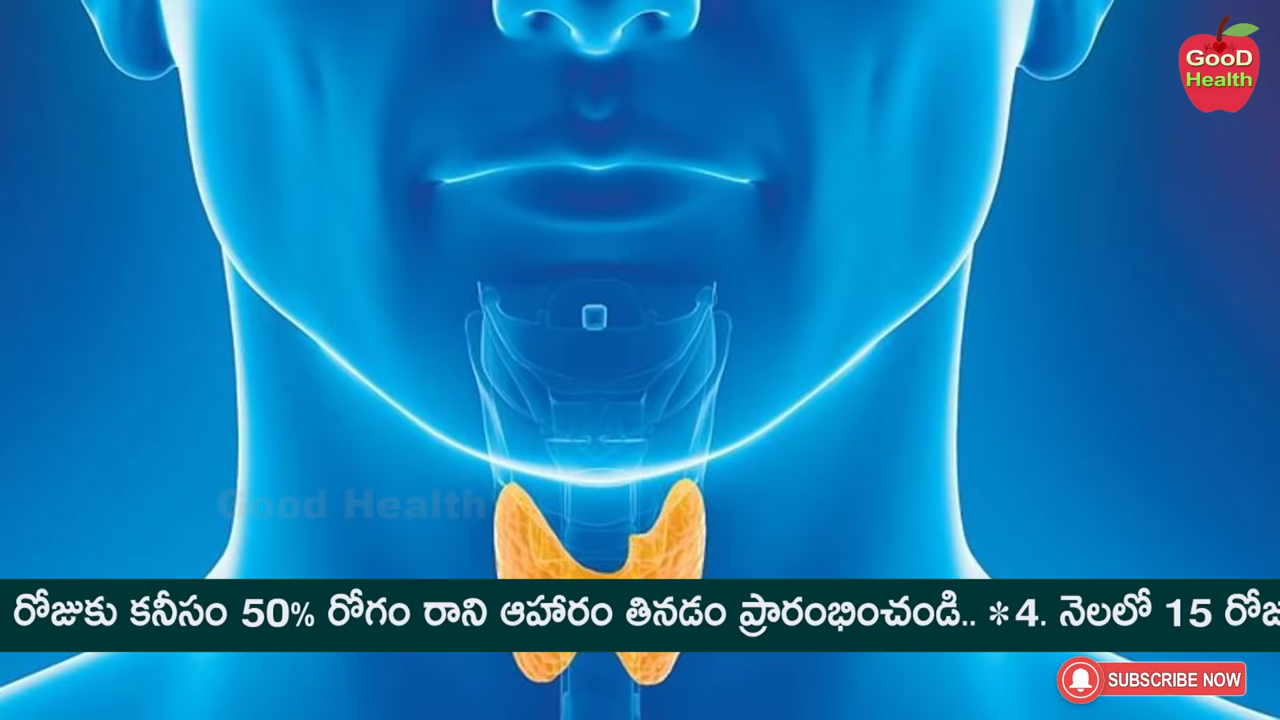 GooD
Health
Good Health
రోజుకు కనీసం 50% రోగం రాని ఆహారం తినడం ప్రారంభించండి.. *4. నెలలో 15
SUBSCRIBE NOW